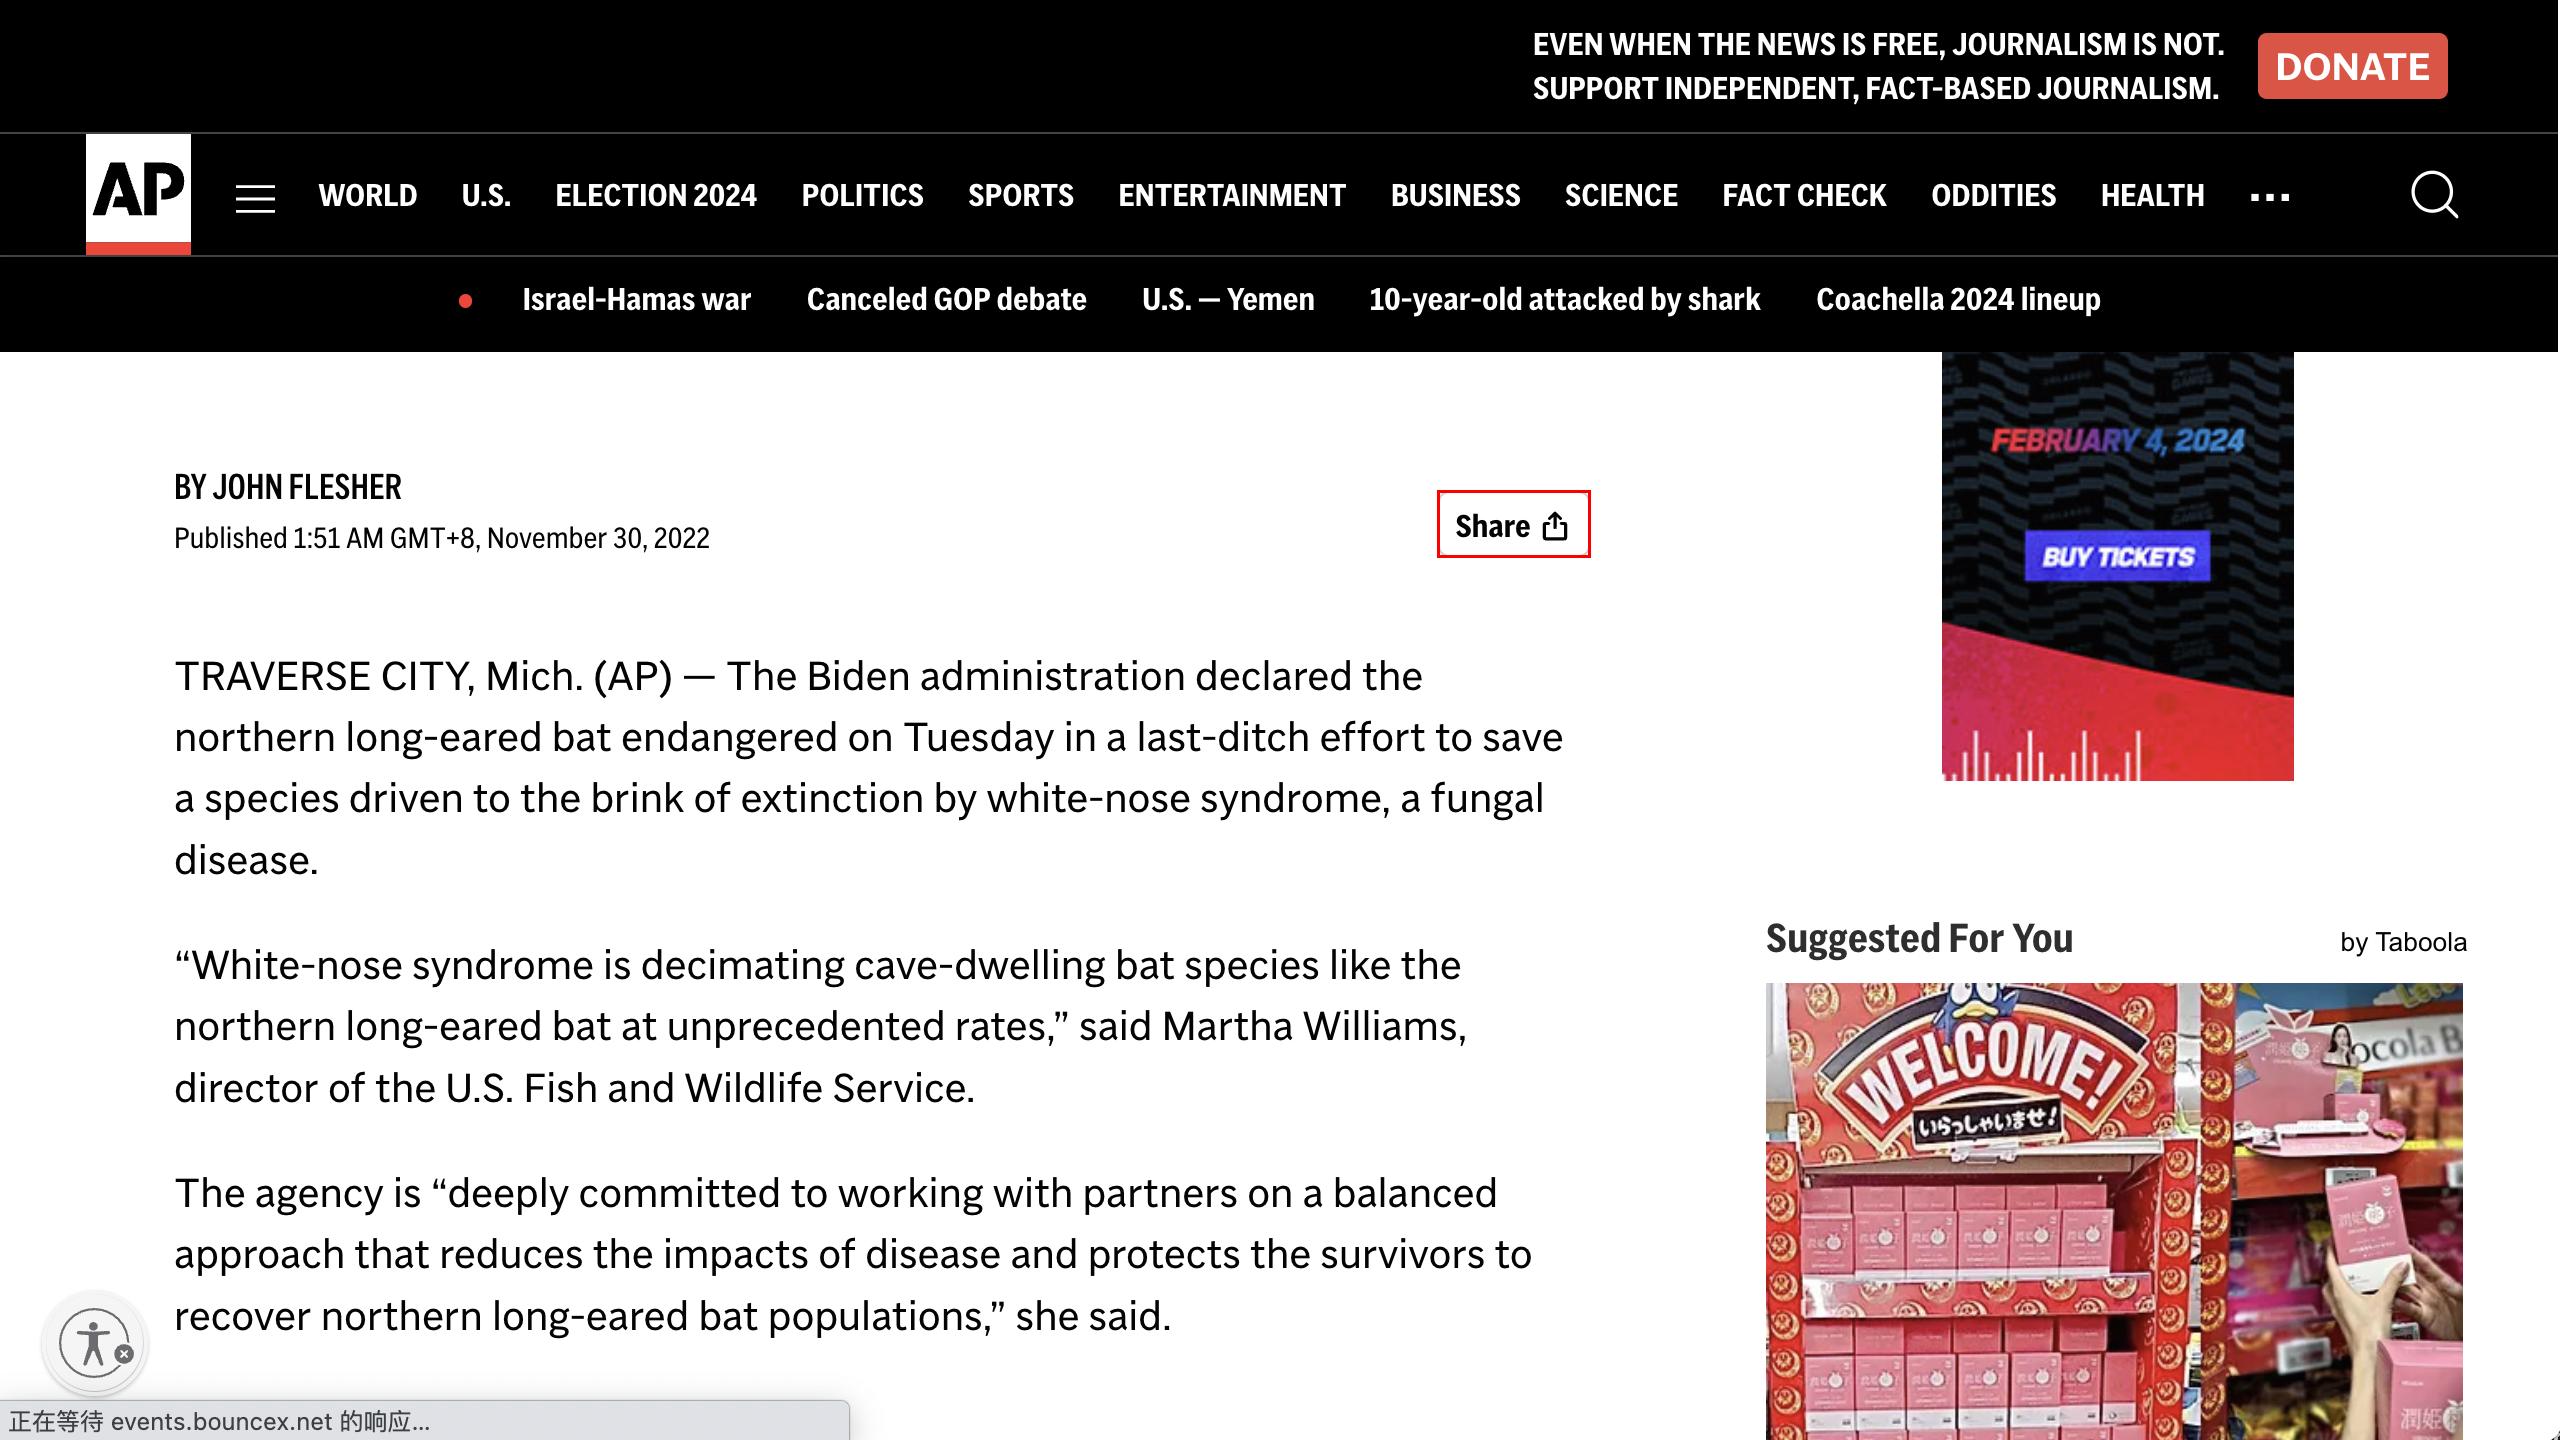 EVEN WHEN THE NEWS IS FREE, JOURNALISM IS NOT.
SUPPORT INDEPENDENT, FACT-BASED JOURNALISM.
DONATE
AP
WORLD U.S. ELECTION 2024 POLITICS SPORTS ENTERTAINMENT BUSINESS SCIENCE FACT CHECK ODDITIES HEALTH
Israel-Hamas war Canceled GOP debate U.S. — Yemen 10-year-old attacked by shark Coachella 2024 lineup
FEBRUARY 4, 2024
BUY TICKETS
BY JOHN FLESHER
Published 1:51 AM GMT+8, November 30, 2022
Share
TRAVERSE CITY, Mich. (AP) — The Biden administration declared the
northern long-eared bat endangered on Tuesday in a last-ditch effort to save
a species driven to the brink of extinction by white-nose syndrome, a fungal
disease.
“White-nose syndrome is decimating cave-dwelling bat species like the
northern long-eared bat at unprecedented rates,” said Martha Williams,
director of the U.S. Fish and Wildlife Service.
The agency is “deeply committed to working with partners on a balanced
approach that reduces the impacts of disease and protects the survivors to
recover northern long-eared bat populations,” she said.
Suggested For You
by Taboola
WELCOME!
いらっしゃいませ!
正在等待 events.bouncex.net 的响应...